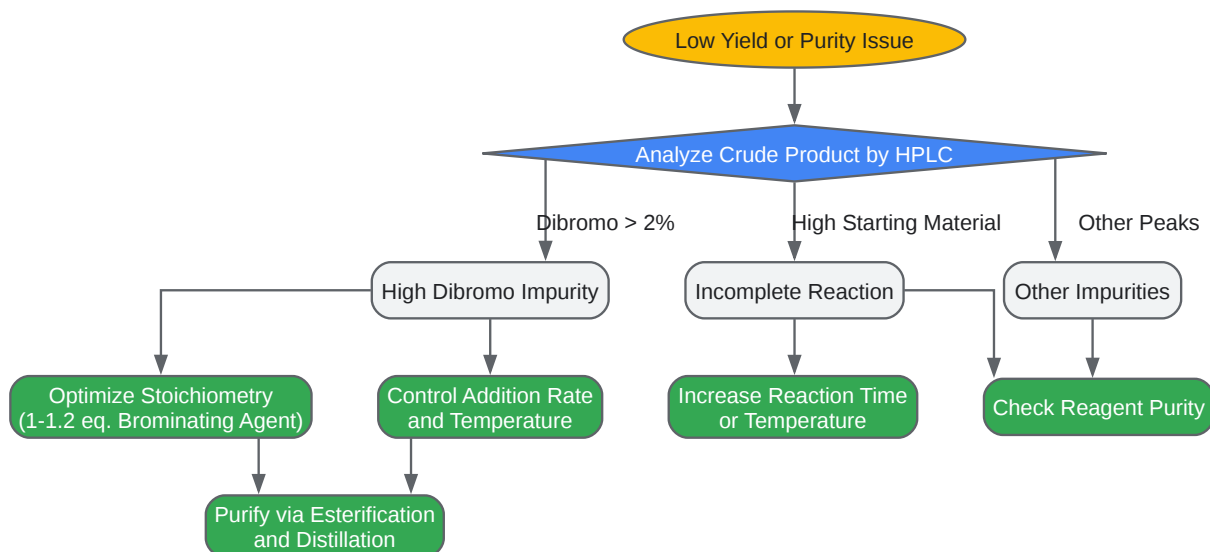 Low Yield or Purity Issue
Analyze Crude Product by HPLC
Dibromo > 2%
High Starting Material
Other Peaks
High Dibromo Impurity
Incomplete Reaction
Other Impurities
Optimize Stoichiometry
(1-1.2 eq. Brominating Agent)
Control Addition Rate
and Temperature
Increase Reaction Time
or Temperature
Check Reagent Purity
Purify via Esterification
and Distillation